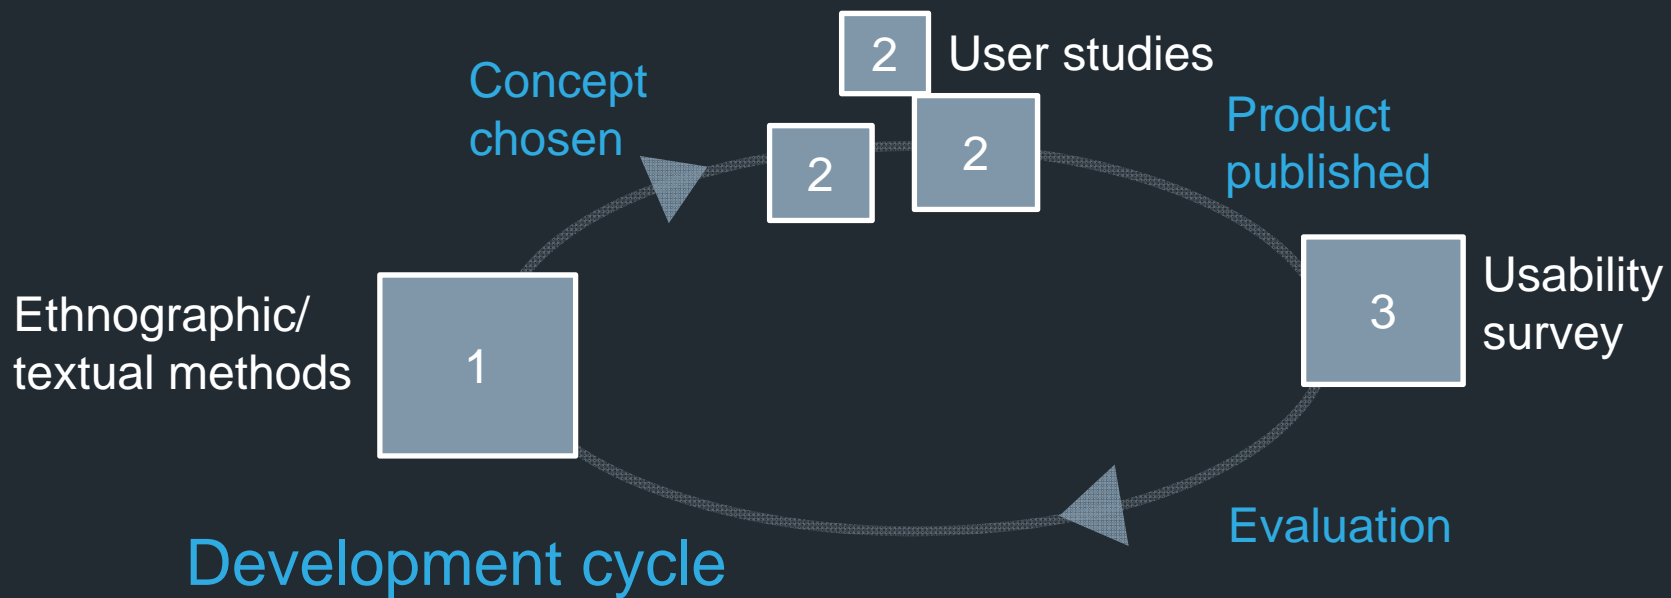 2
User studies
Concept
chosen
2
2
Product
published
Ethnographic/
textual methods
1
3
Usability
survey
Evaluation
Development cycle